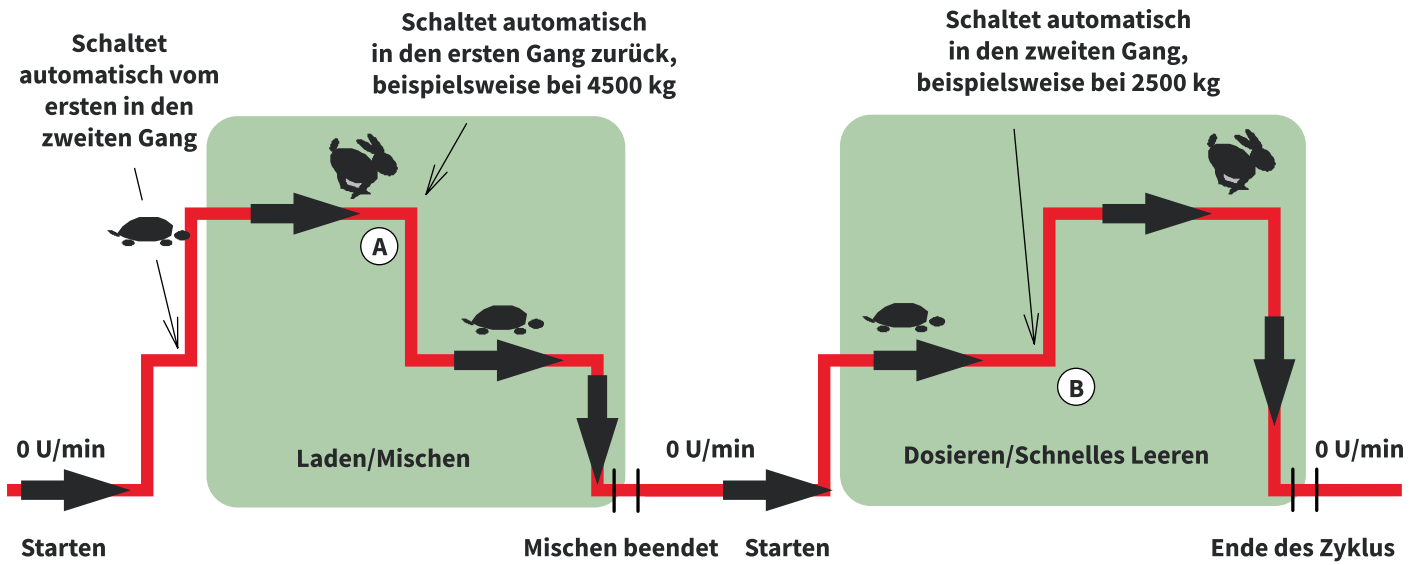 Schaltet
automatisch vom
ersten in den
zweiten Gang
Schaltet automatisch
in den ersten Gang zurück,
beispielsweise bei 4500 kg
Schaltet automatisch
in den zweiten Gang,
beispielsweise bei 2500 kg
A
B
0 U/min
Laden/Mischen
0 U/min
Dosieren/Schnelles Leeren
0 U/min
Starten
Mischen beendet
Starten
Ende des Zyklus